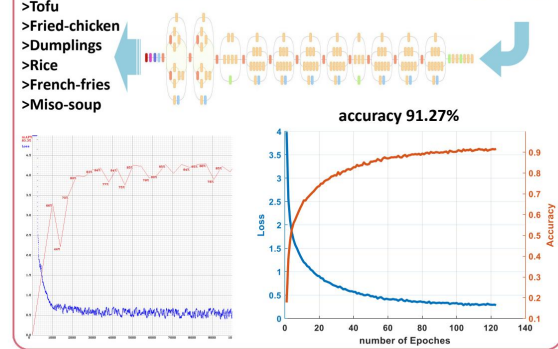 >Tofu
>Fried-chicken
>Dumplings
>Rice
>French-fries
>Miso-soup
accuracy 91.27%
Loss
4
3.5
3
2.5
2
1.5
1
0.5
0
0 20 40 60 80 100 120 140
number of Epoches
0.9
0.8
0.7
0.6
0.5
0.4
0.3
0.2
0.1
Accuracy